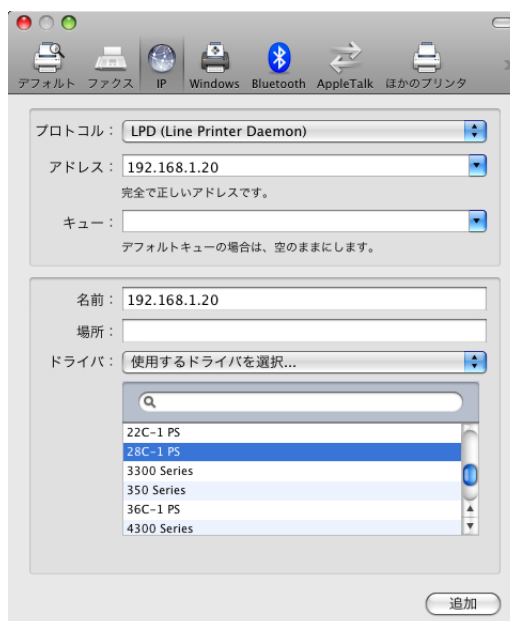 デフォルト ファクス IP Windows Bluetooth AppleTalk ほかのプリンタ
プロトコル： LPD (Line Printer Daemon)
アドレス： 192.168.1.20
完全で正しいアドレスです。
キュー：
デフォルトキューの場合は、空のままにします。
名前： 192.168.1.20
場所：
ドライバ： 使用するドライバを選択...
22C-1 PS
28C-1 PS
3300 Series
350 Series
36C-1 PS
4300 Series
追加